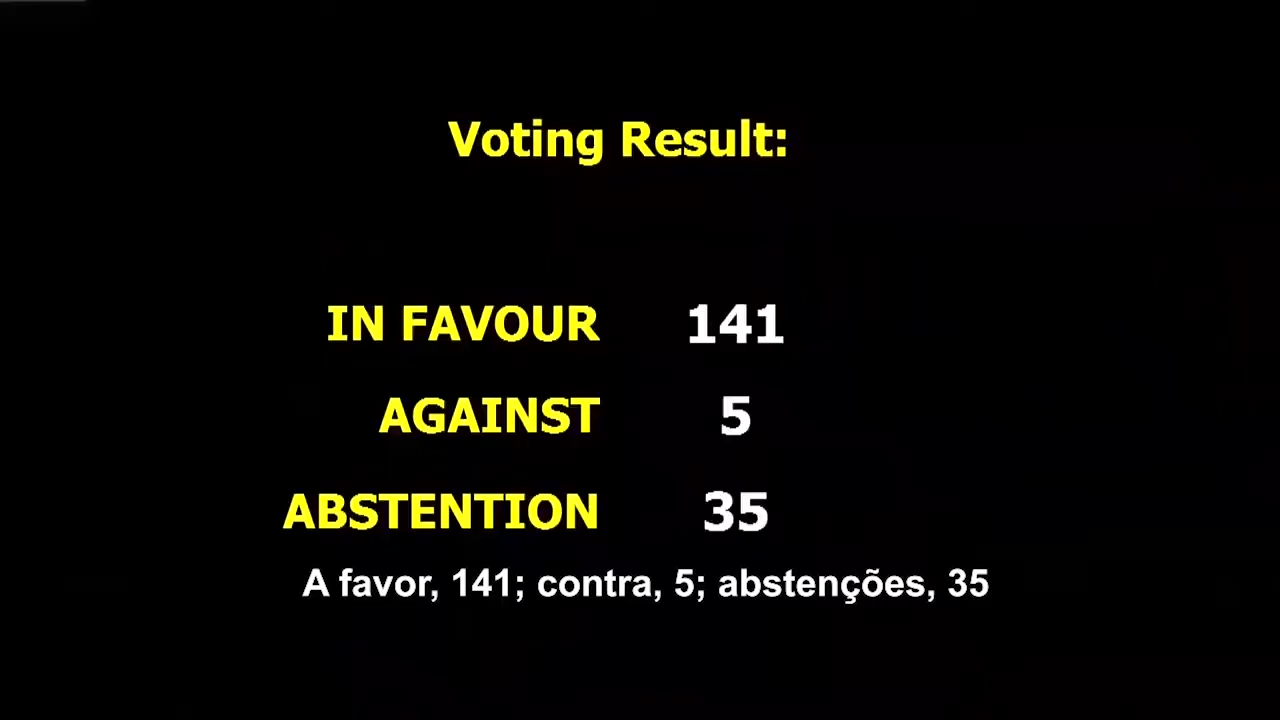 Voting Result:
IN FAVOUR 141
AGAINST 5
ABSTENTION 35
A favor, 141; contra, 5; abstenções, 35